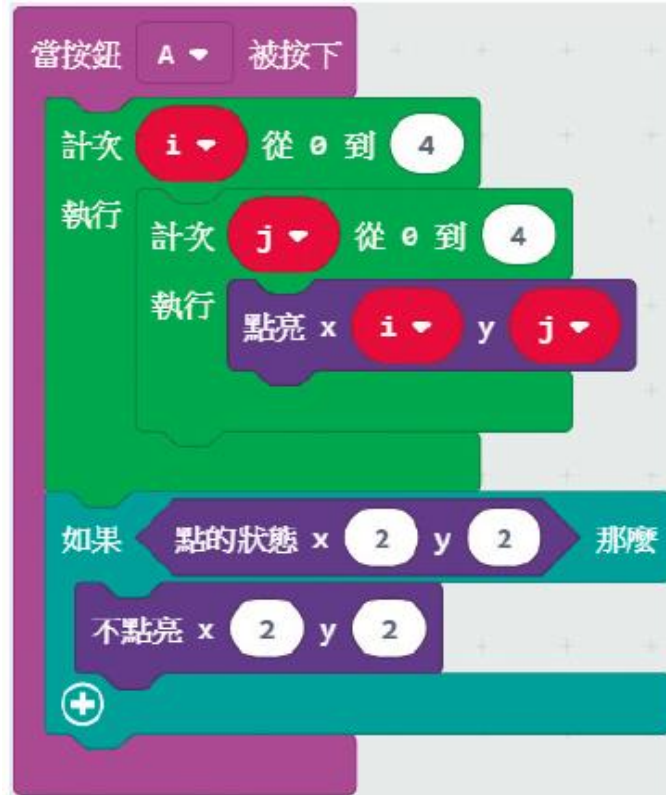 當按鈕 A 被按下
計次 i 從 0 到 4
執行
計次 j 從 0 到 4
執行
點亮 x i y j
如果 點的狀態 x 2 y 2 那麼
不點亮 x 2 y 2